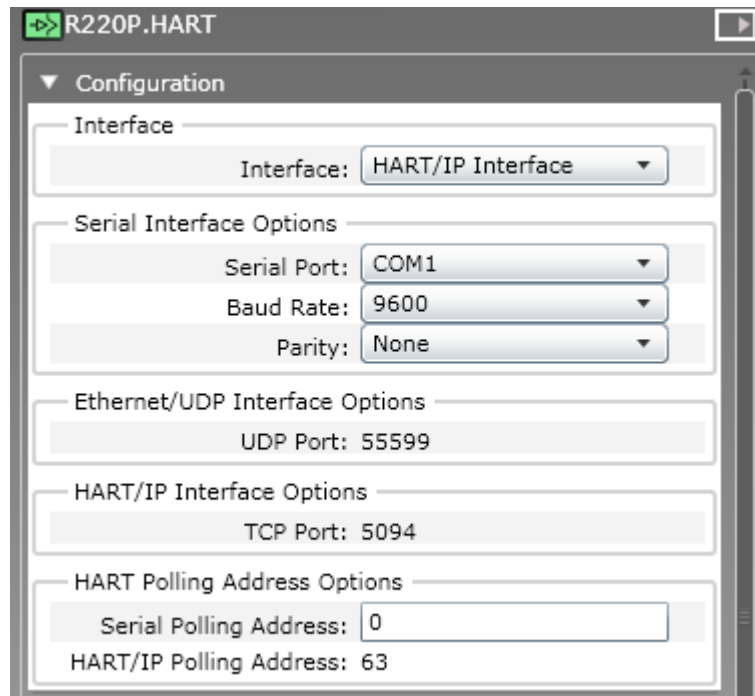 R220P.HART
Configuration
Interface
Interface: HART/IP Interface
Serial Interface Options
Serial Port: COM1
Baud Rate: 9600
Parity: None
Ethernet/UDP Interface Options
UDP Port: 55599
HART/IP Interface Options
TCP Port: 5094
HART Polling Address Options
Serial Polling Address: 0
HART/IP Polling Address: 63